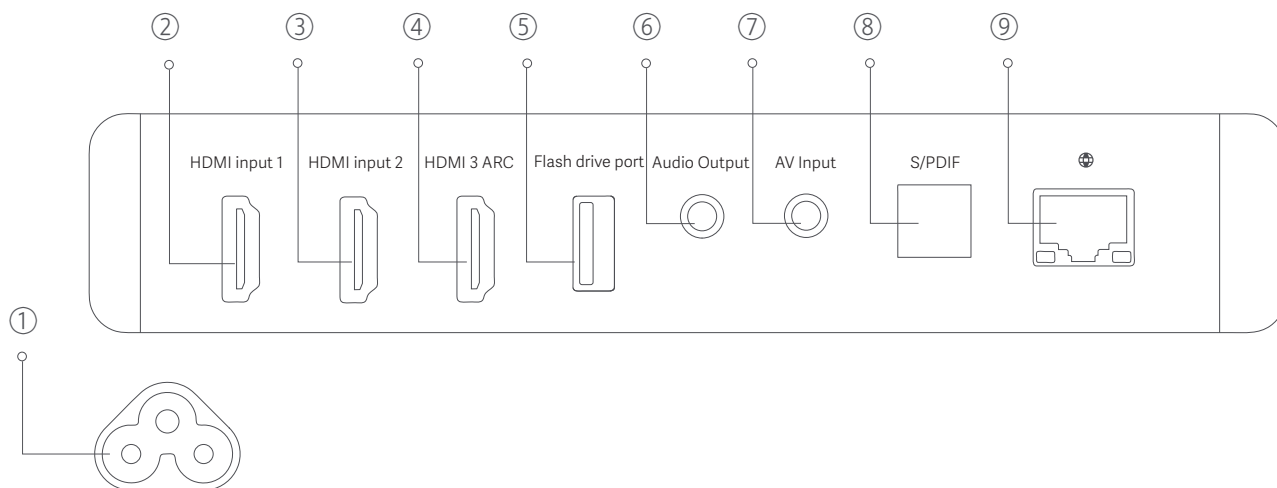 ② ③ ④ ⑤ ⑥ ⑦ ⑧ ⑨
HDMI input 1 HDMI input 2 HDMI 3 ARC Flash drive port Audio Output AV Input S/PDIF
①